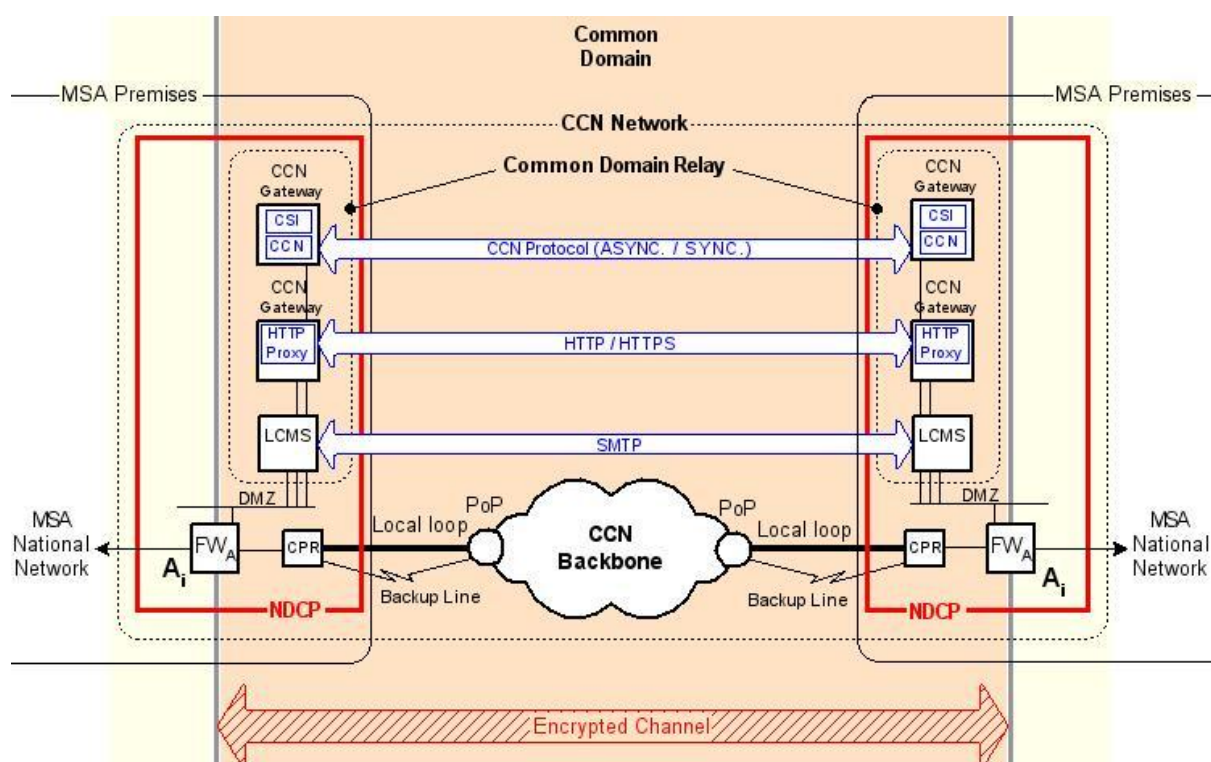 Common
Domain
MSA Premises
MSA Premises
CCN Network
Common Domain Relay
CCN
Gateway
CSI
CCN
CCN
Gateway
CSI
CCN
CCN Protocol (ASYNC. / SYNC.)
CCN
Gateway
HTTP
Proxy
CCN
Gateway
HTTP
Proxy
HTTP / HTTPS
LCMS
LCMS
SMTP
DMZ
DMZ
PoP
PoP
Local loop
Local loop
CCN
Backbone
MSA
National
Network
FWA
Ai
CPR
CPR
FWA
Ai
MSA
National
Network
Backup Line
Backup Line
NDCP
NDCP
Encrypted Channel